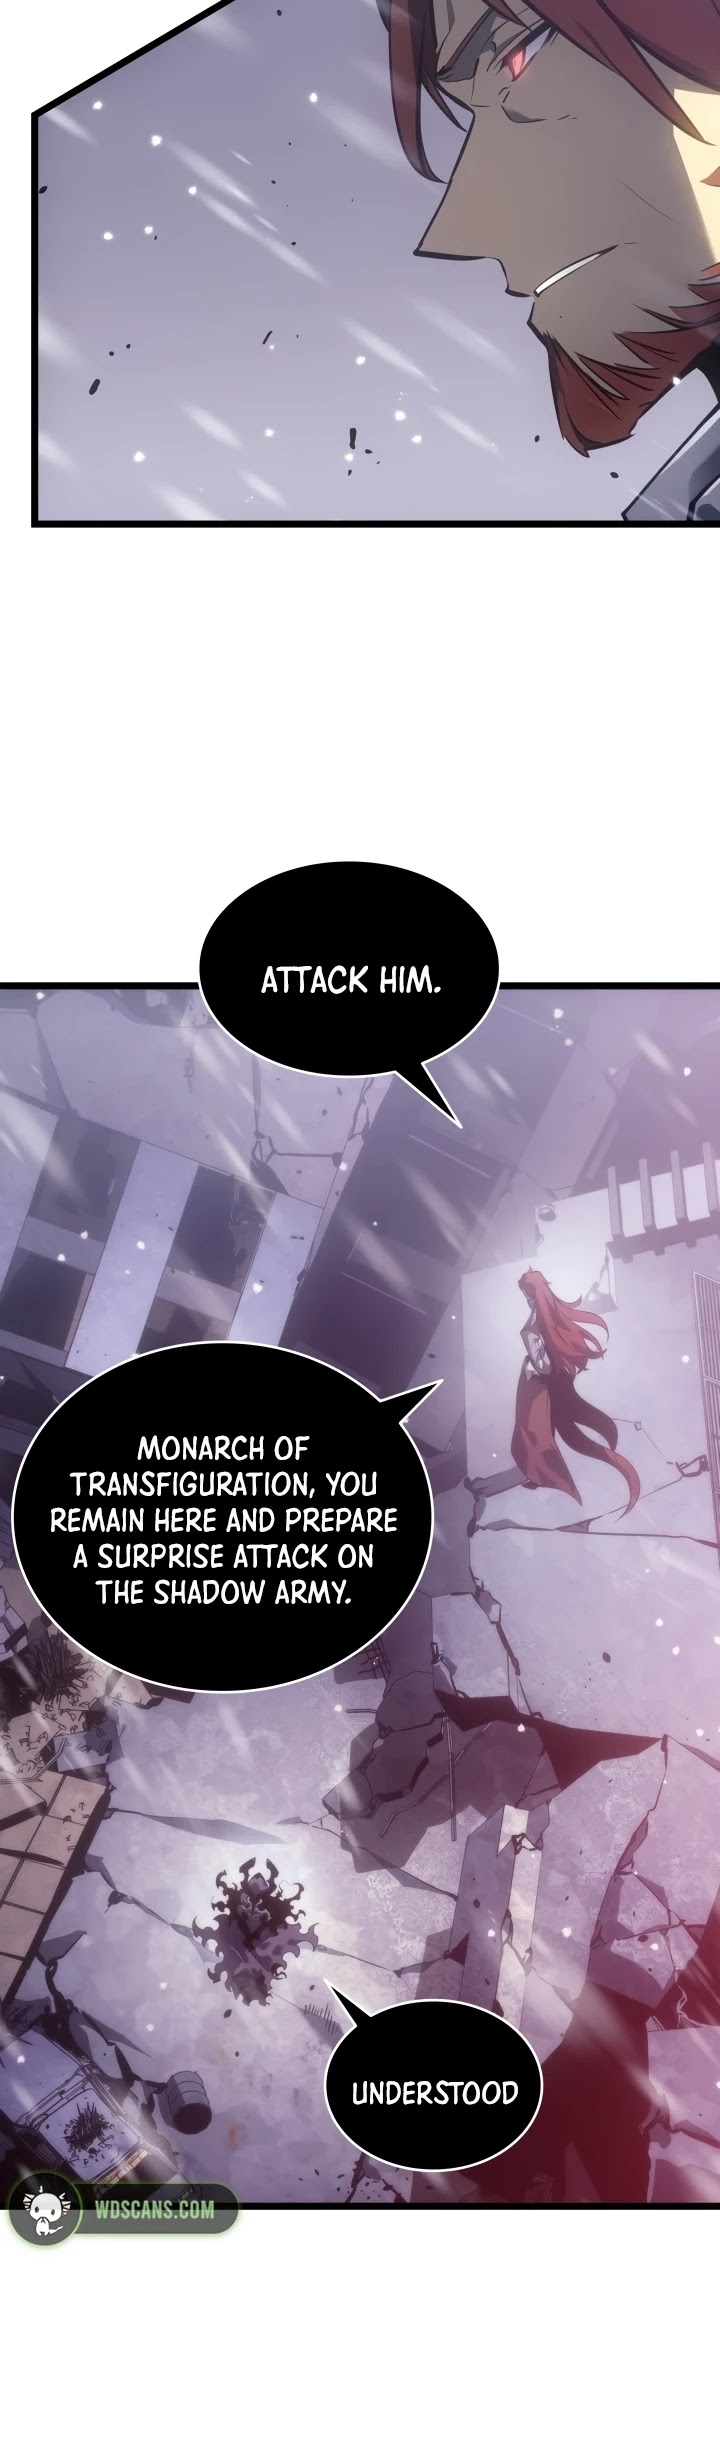 ATTACK HIM.
MONARCH OF
TRANSFIGURATION, YOU
REMAIN HERE AND PREPARE
A SURPRISE ATTACK ON
THE SHADOW ARMY.
UNDERSTOOD
WDSCANS.COM